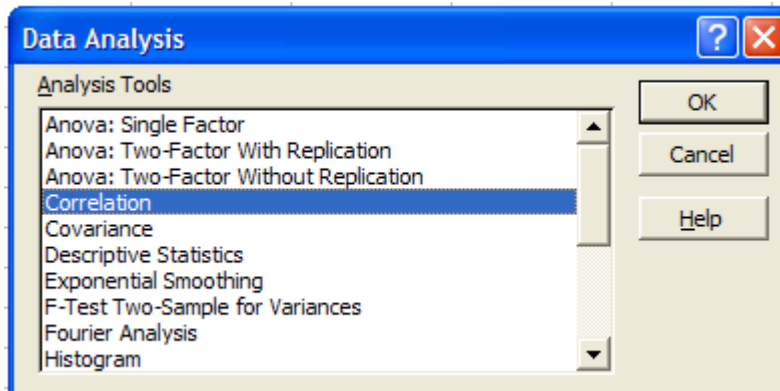 Data Analysis
Analysis Tools
Anova: Single Factor
Anova: Two-Factor With Replication
Anova: Two-Factor Without Replication
Correlation
Covariance
Descriptive Statistics
Exponential Smoothing
F-Test Two-Sample for Variances
Fourier Analysis
Histogram
OK
Cancel
Help